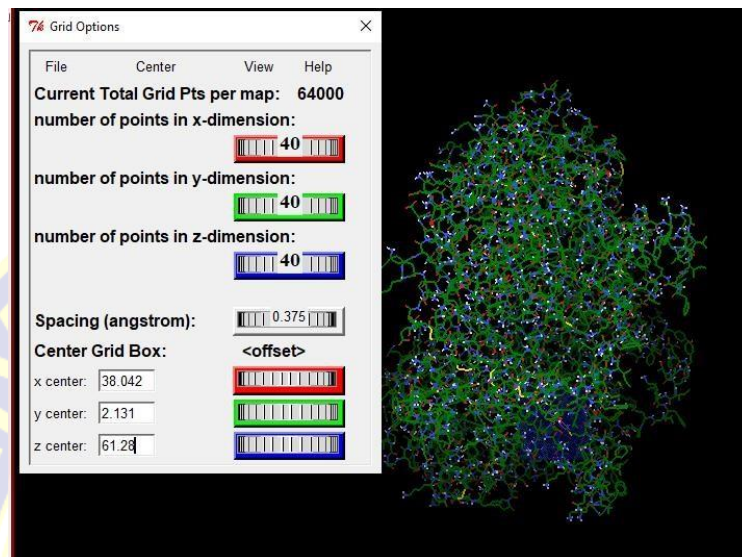 Grid Options
File Center View Help
Current Total Grid Pts per map: 64000
number of points in x-dimension:
40
number of points in y-dimension:
40
number of points in z-dimension:
40
Spacing (angstrom): 0.375
Center Grid Box: <offset>
x center: 38.042
y center: 2.131
z center: 61.28